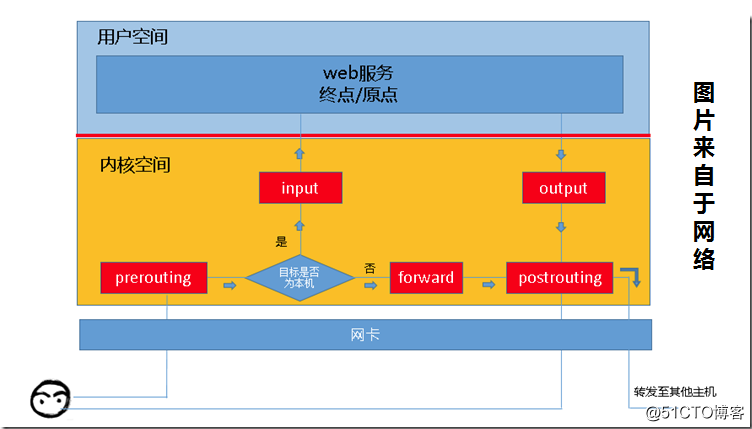 用户空间
web服务
终点/原点
内核空间
input
output
是
目标是否
为本机
否
prerouting
forward
postrouting
网卡
转发至其他主机
图片来自于网络
@51CTO博客